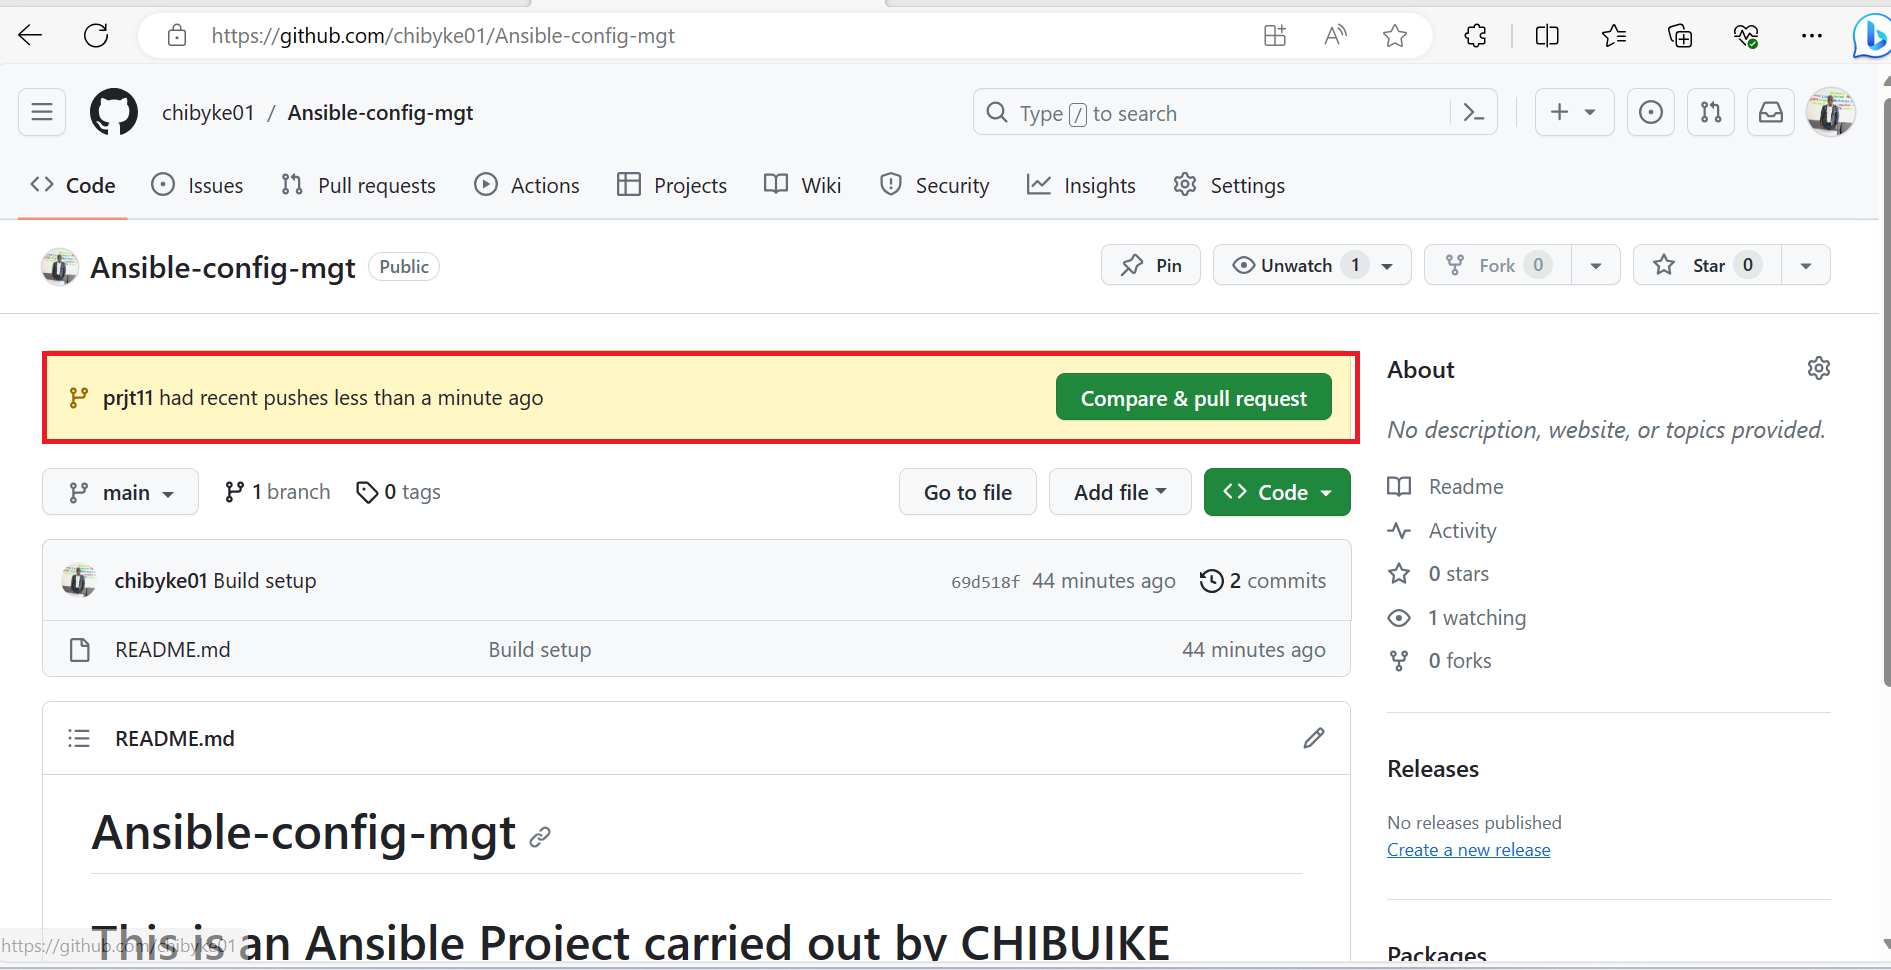 https://github.com/chibyke01/Ansible-config-mgt
chibyke01 / Ansible-config-mgt
Type / to search
Code Issues Pull requests Actions Projects Wiki Security Insights Settings
Ansible-config-mgt Public
Pin Unwatch 1 Fork 0 Star 0
prjt11 had recent pushes less than a minute ago Compare & pull request
main 1 branch 0 tags Go to file Add file Code
chibyke01 Build setup 69d518f 44 minutes ago 2 commits
README.md Build setup 44 minutes ago
README.md
Ansible-config-mgt
This is an Ansible Project carried out by CHIBUIKE
https://github.com/chibyke01
About
No description, website, or topics provided.
Readme
Activity
0 stars
1 watching
0 forks
Releases
No releases published
Create a new release
Packages